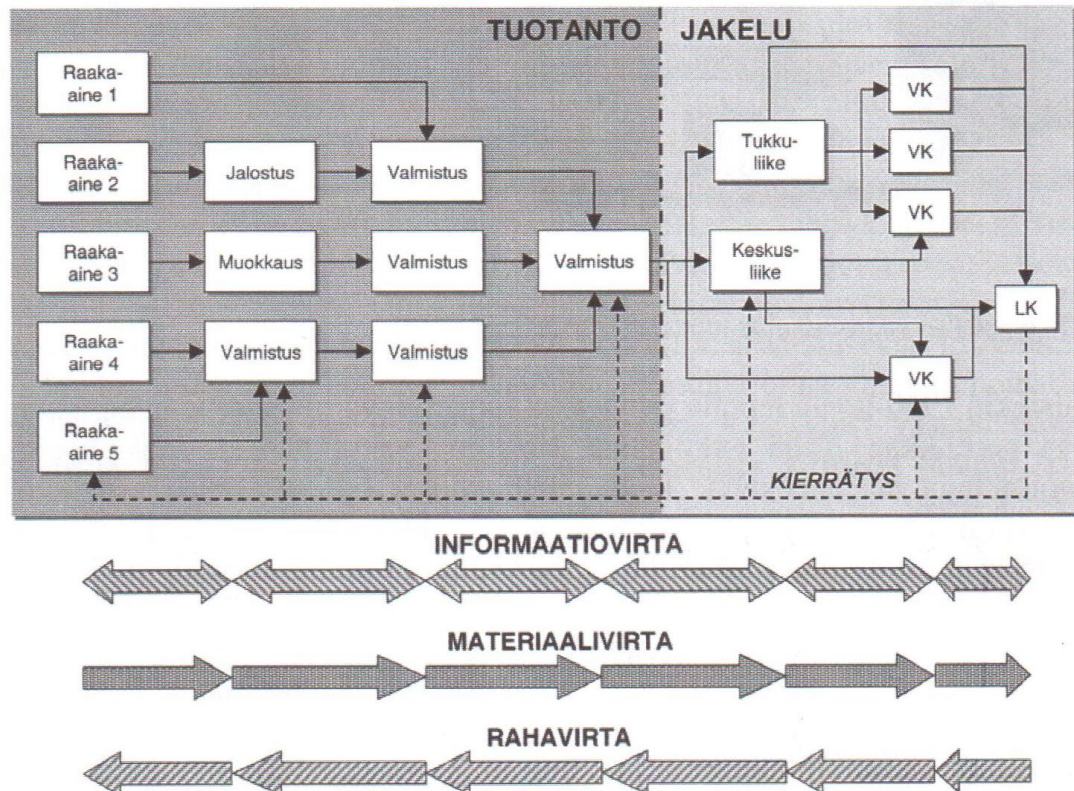 TUOTANTO
JAKELU
Raaka-
aine 1
VK
Tukku-
liike
VK
Raaka-
aine 2
Jalostus
Valmistus
VK
Raaka-
aine 3
Muokkaus
Valmistus
Valmistus
Keskus-
liike
LK
Raaka-
aine 4
Valmistus
Valmistus
VK
Raaka-
aine 5
KIERRÄTYS
INFORMAATIOVIRTA
MATERIAALIVIRTA
RAHAVIRTA